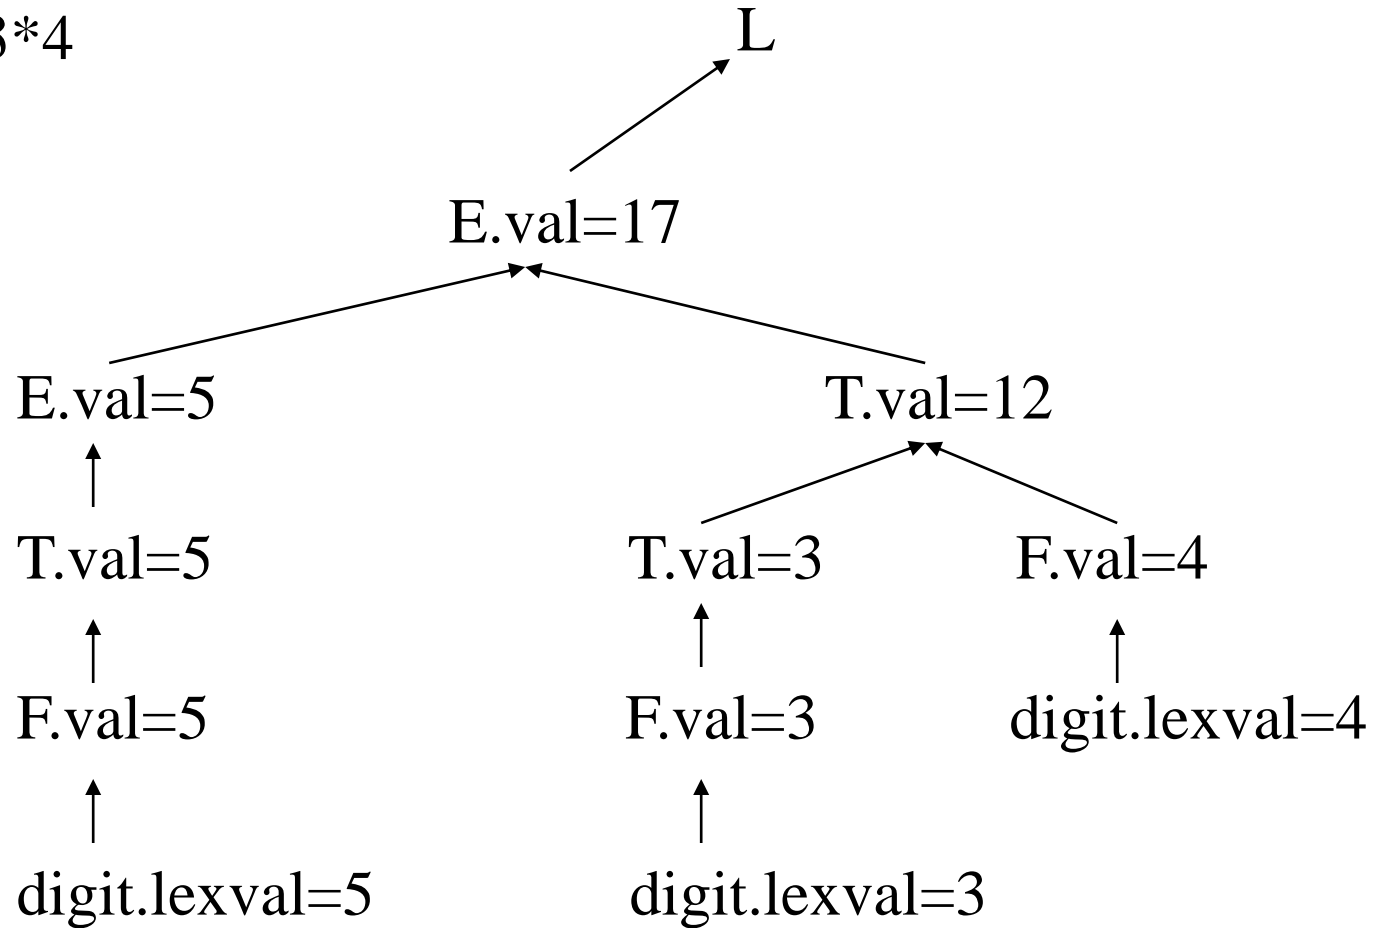 3*4
L
E.val=17
E.val=5 T.val=12
T.val=5 T.val=3 F.val=4
F.val=5 F.val=3 digit.lexval=4
digit.lexval=5 digit.lexval=3